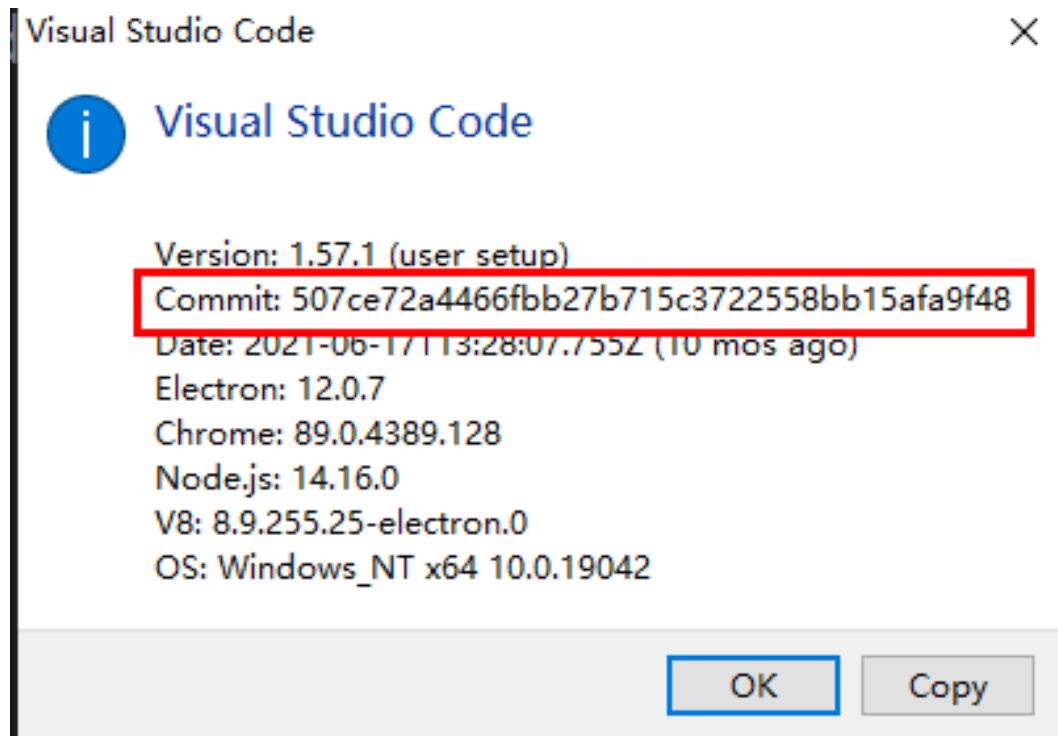 Visual Studio Code
Visual Studio Code
Version: 1.57.1 (user setup)
Commit: 507ce72a4466fbb27b715c3722558bb15afa9f48
Date: 2021-06-17T13:28:07.755Z (10 mos ago)
Electron: 12.0.7
Chrome: 89.0.4389.128
Node.js: 14.16.0
V8: 8.9.255.25-electron.0
OS: Windows_NT x64 10.0.19042
OK
Copy